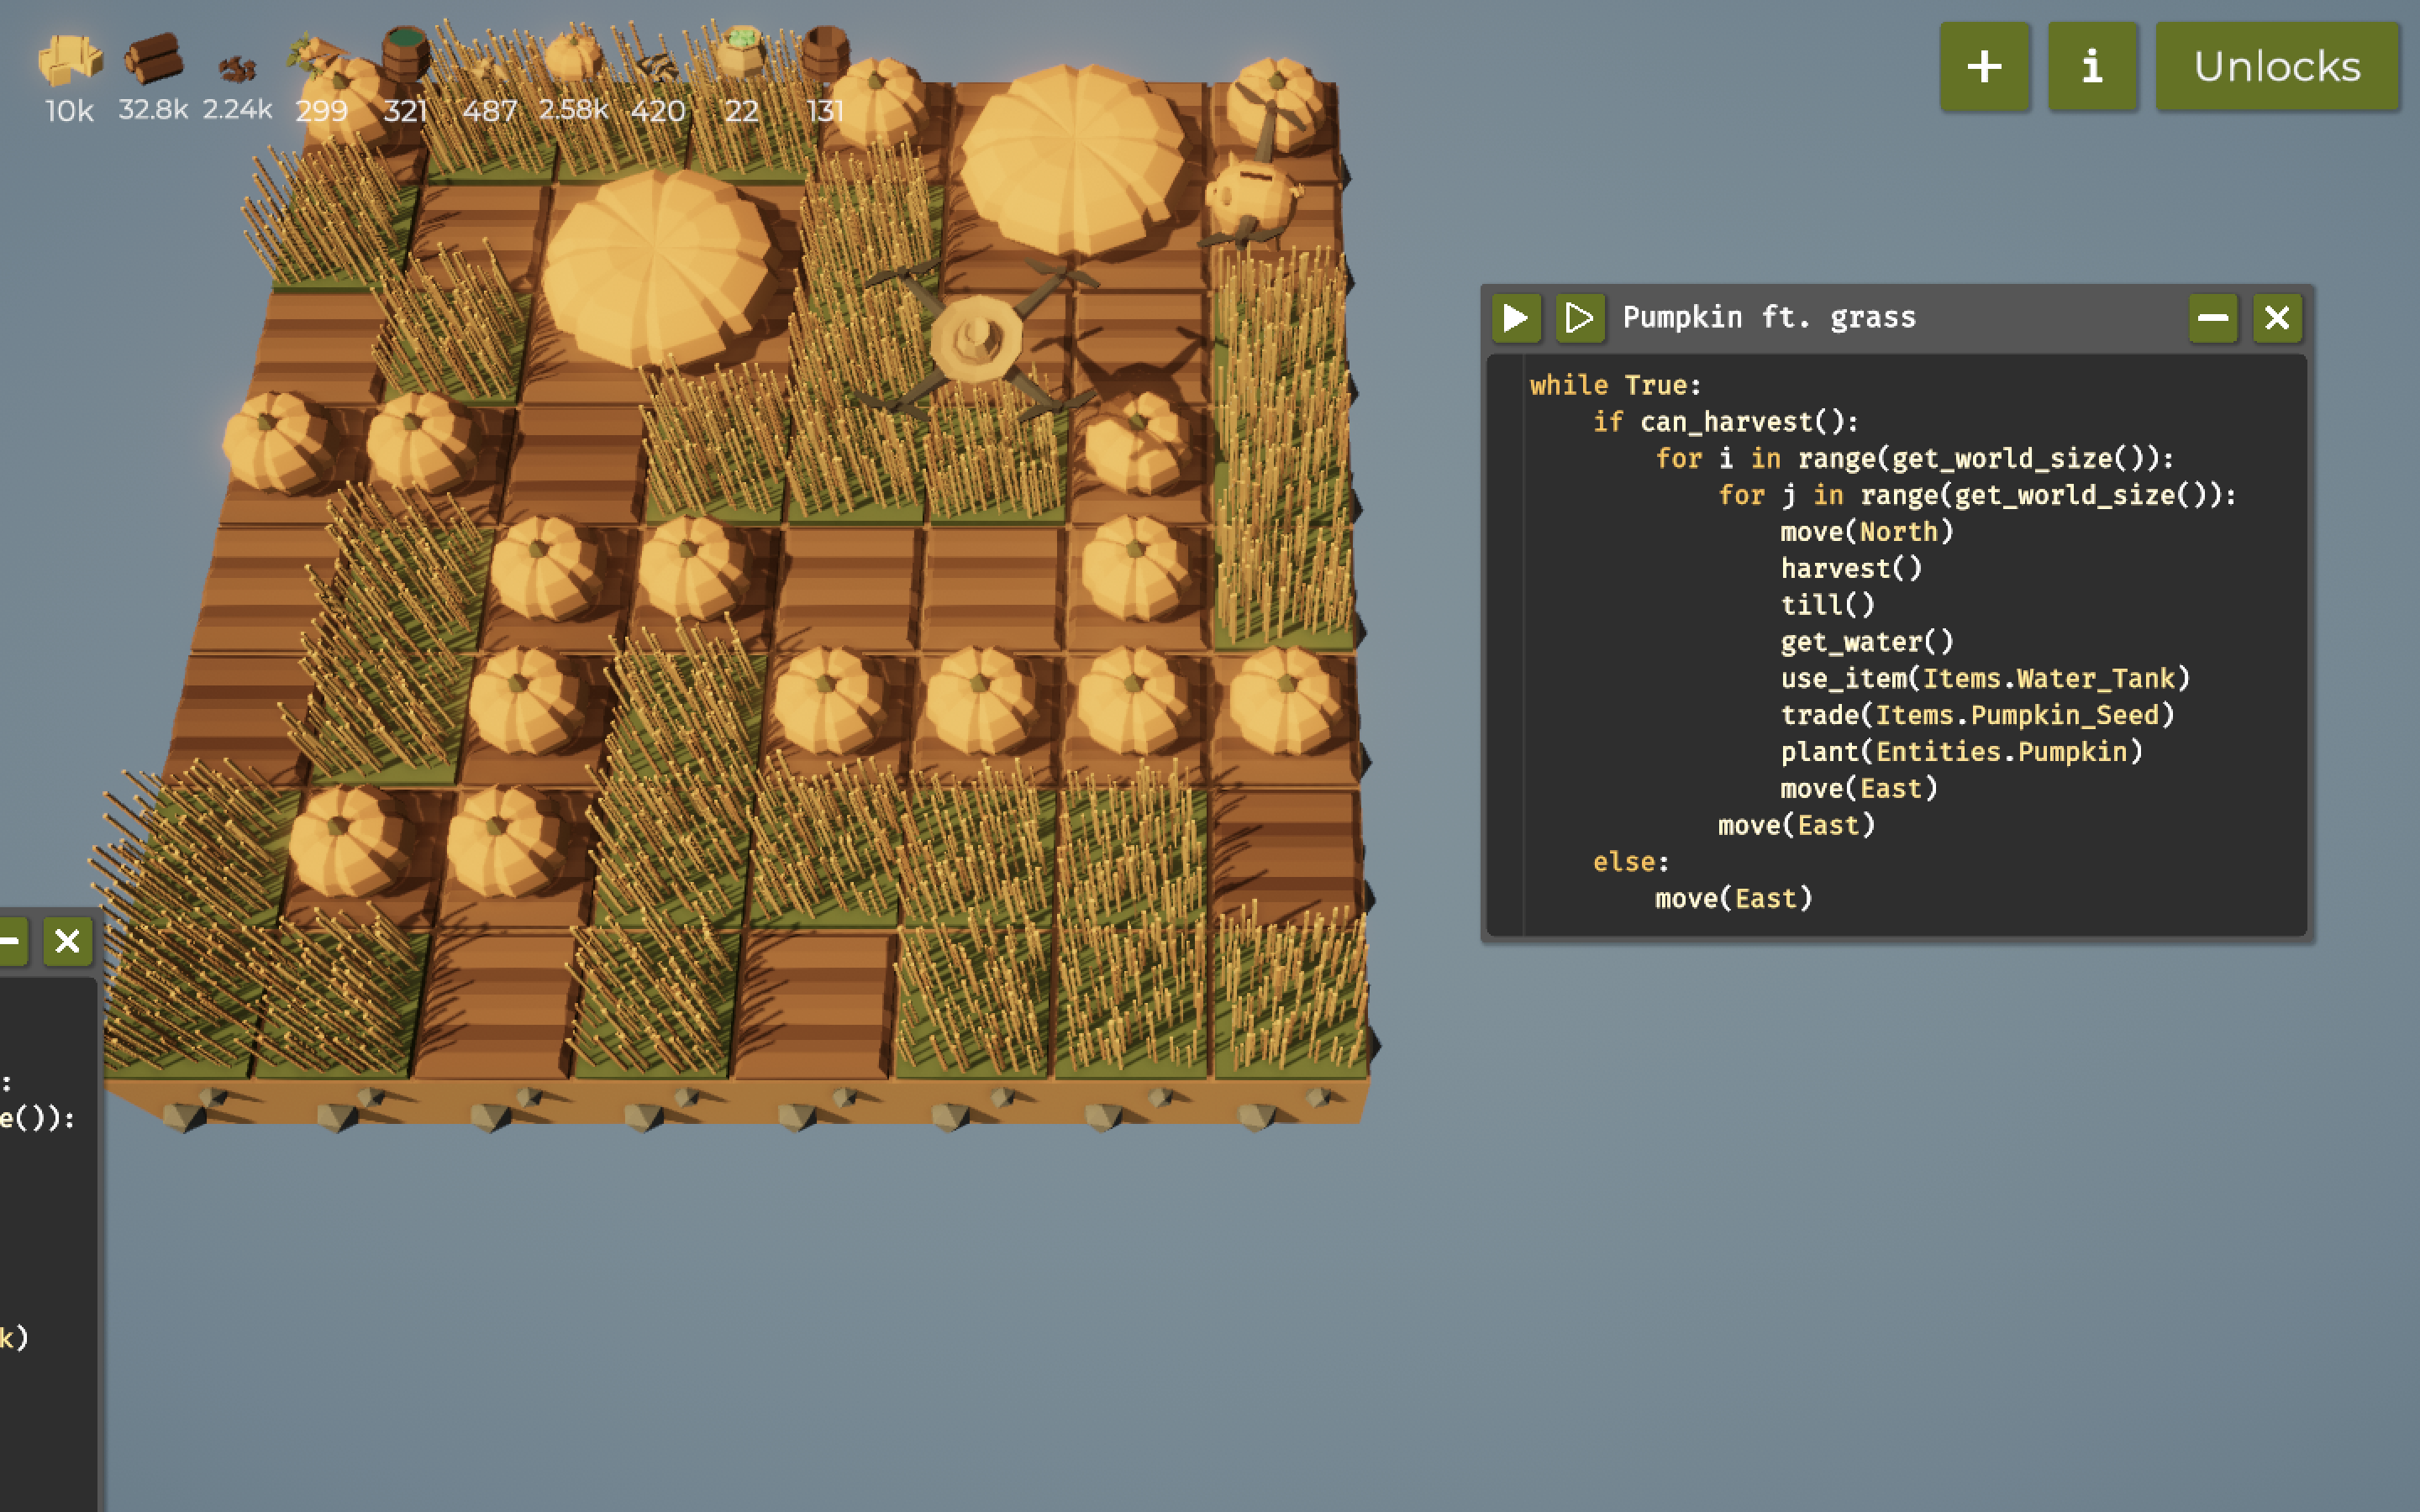 10k 32.8k 2.24k 299 321 487 2.58k 420 22 131
+ i Unlocks
Pumpkin ft. grass
while True:
    if can_harvest():
        for i in range(get_world_size()):
            for j in range(get_world_size()):
                move(North)
                harvest()
                till()
                get_water()
                use_item(Items.Water_Tank)
                trade(Items.Pumpkin_Seed)
                plant(Entities.Pumpkin)
                move(East)
            move(East)
    else:
        move(East)
:
e()):
k)